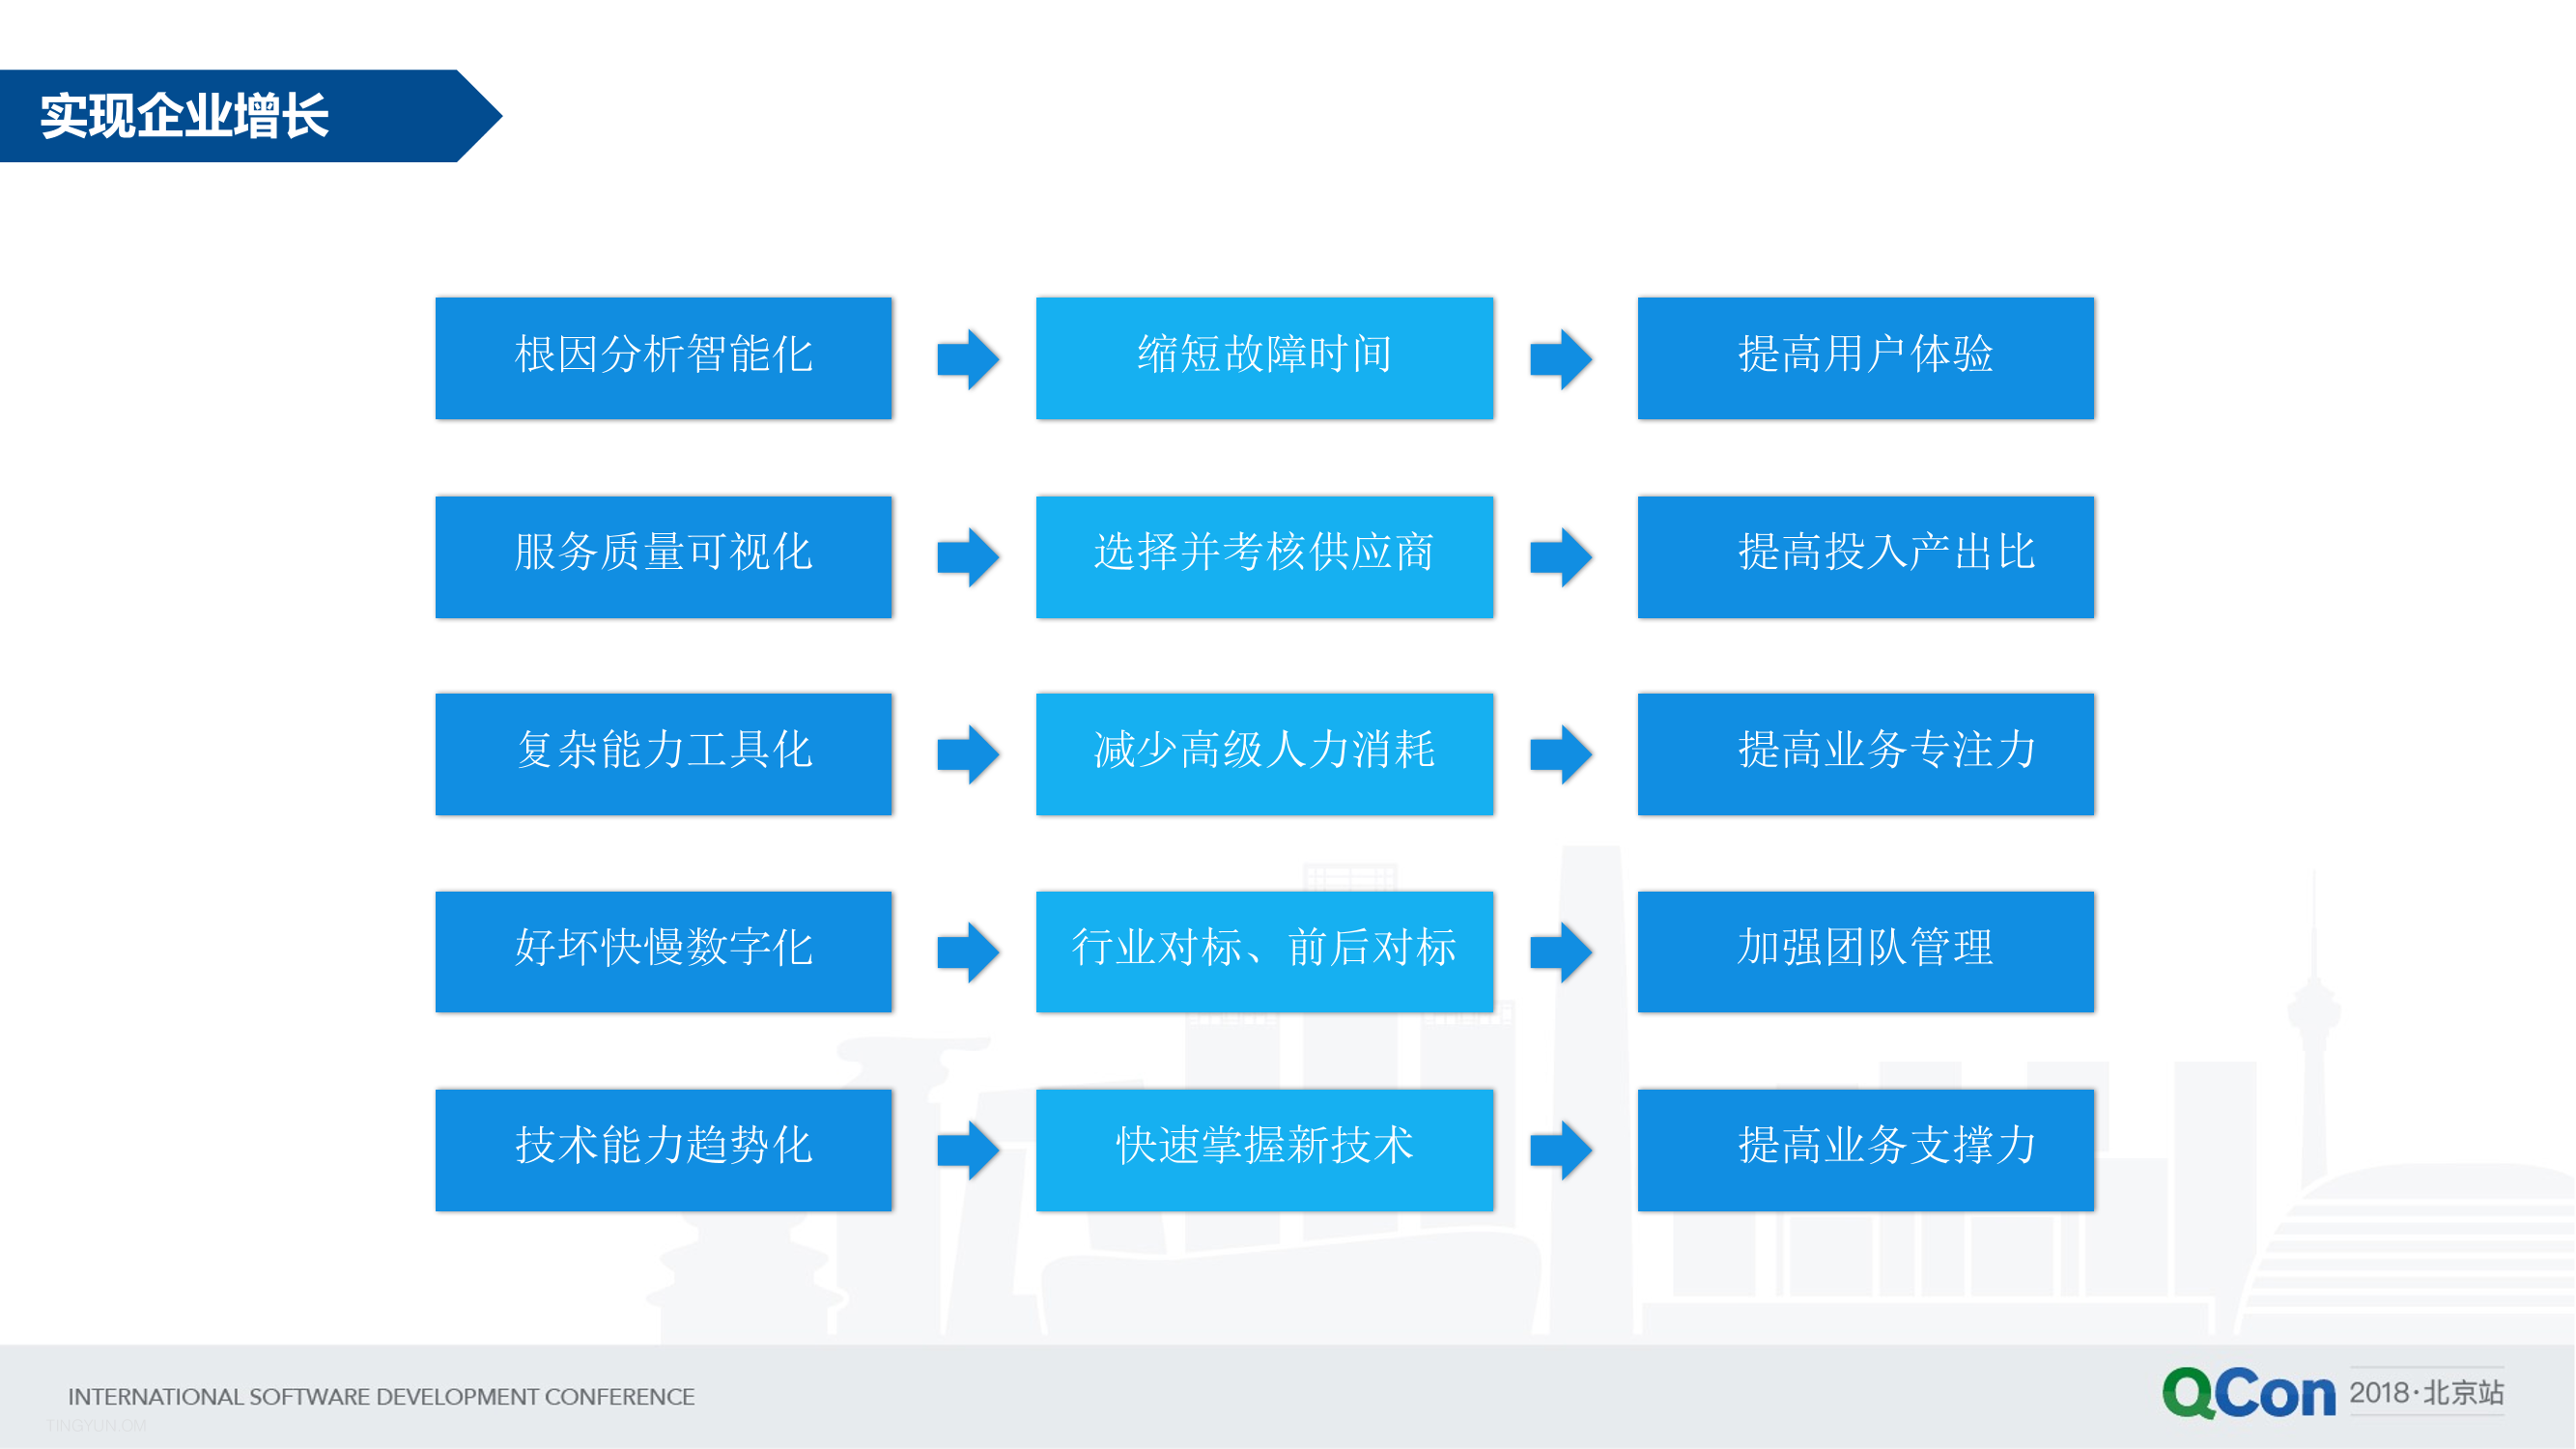 实现企业增长
根因分析智能化
缩短故障时间
提高用户体验
服务质量可视化
选择并考核供应商
提高投入产出比
复杂能力工具化
减少高级人力消耗
提高业务专注力
好坏快慢数字化
行业对标、前后对标
加强团队管理
技术能力趋势化
快速掌握新技术
提高业务支撑力
INTERNATIONAL SOFTWARE DEVELOPMENT CONFERENCE
TINGYUN.OM
QCon 2018·北京站